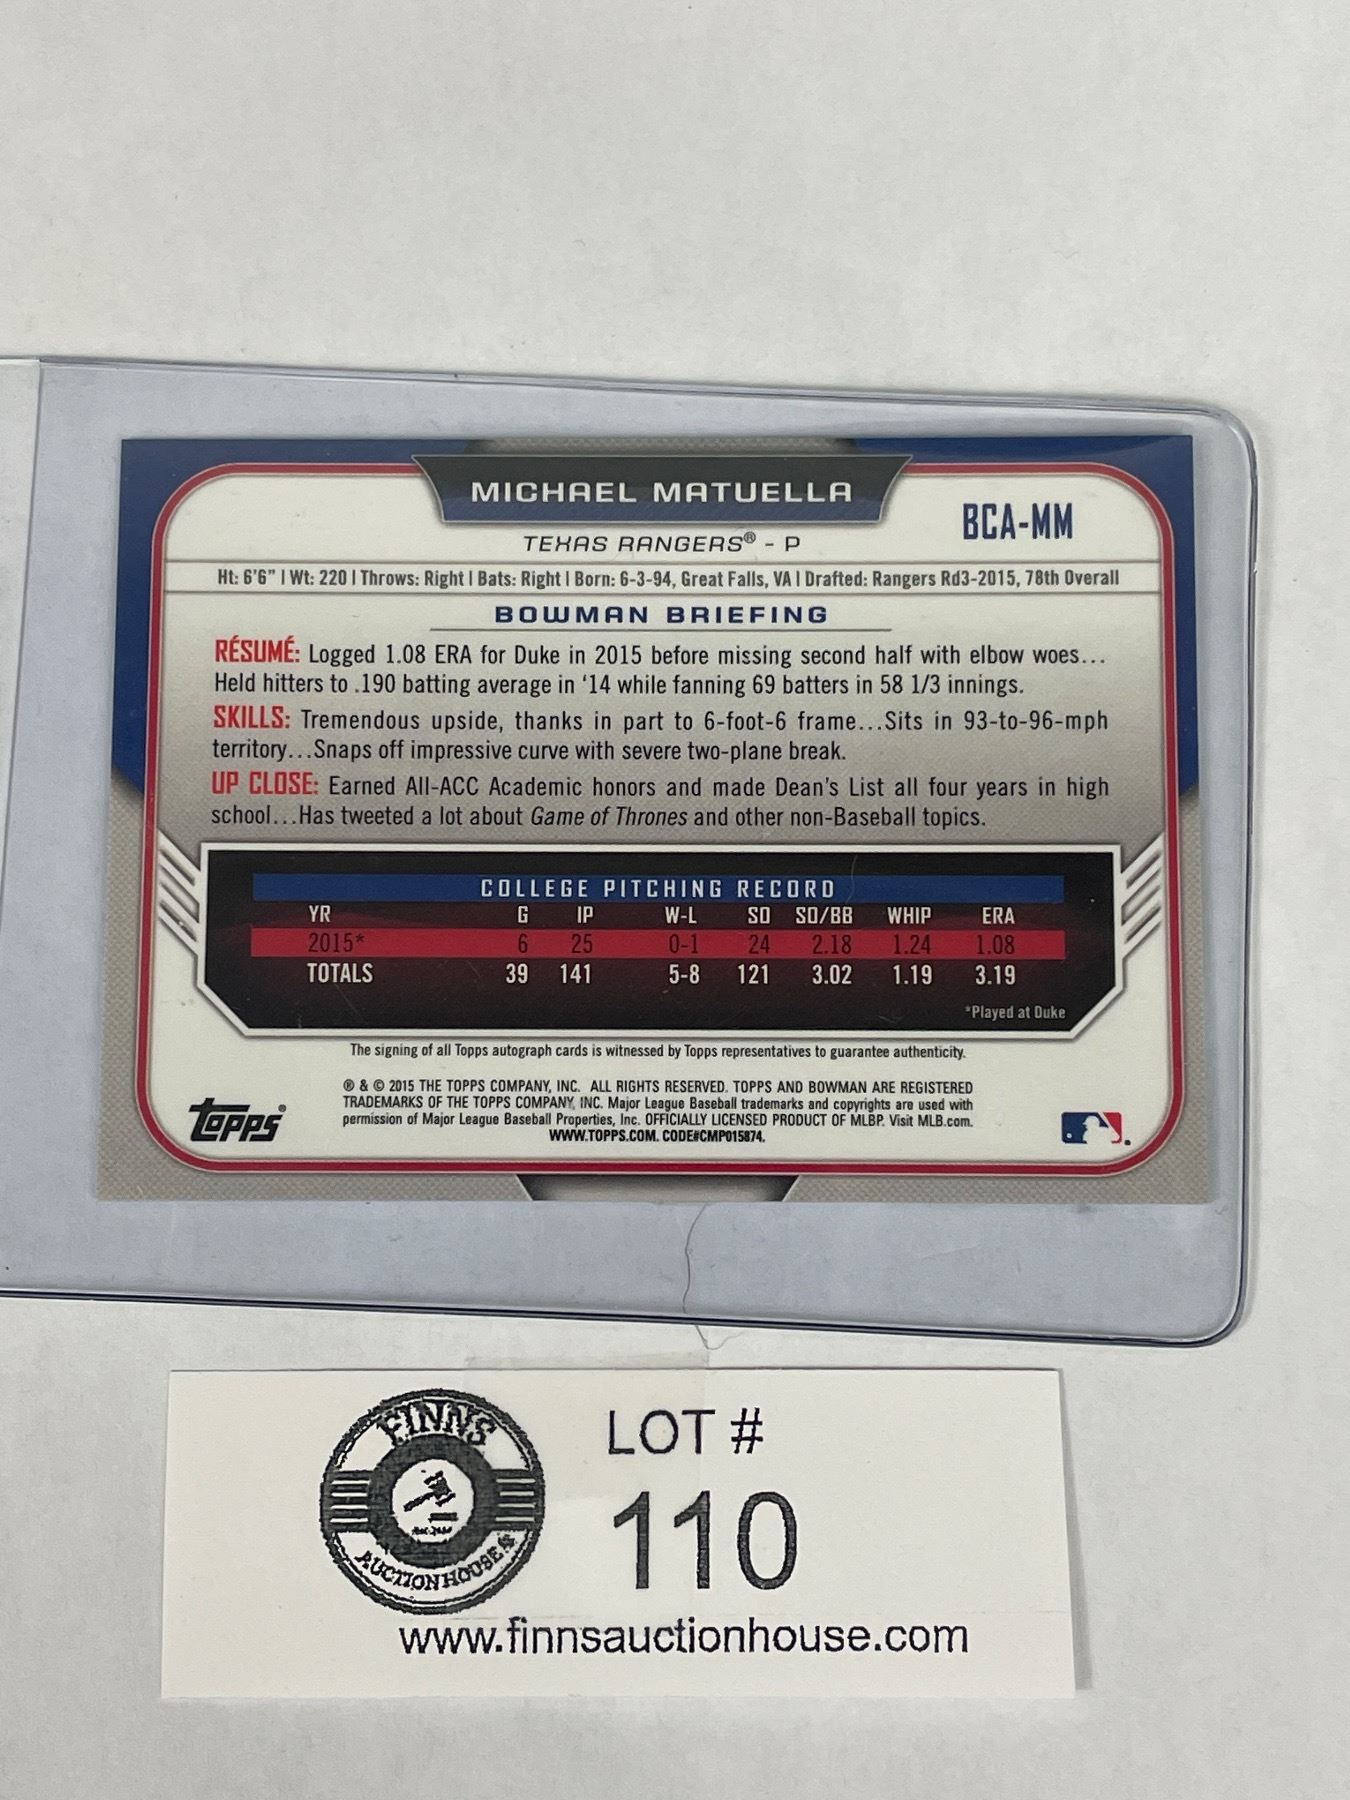 MICHAEL MATUELLA
BCA-MM
TEXAS RANGERS® - P
Ht: 6'6" | Wt: 220 | Throws: Right | Bats: Right | Born: 6-3-94, Great Falls, VA | Drafted: Rangers Rd3-2015, 78th Overall
BOWMAN BRIEFING
RÉSUMÉ: Logged 1.08 ERA for Duke in 2015 before missing second half with elbow woes...
Held hitters to .190 batting average in '14 while fanning 69 batters in 58 1/3 innings.
SKILLS: Tremendous upside, thanks in part to 6-foot-6 frame...Sits in 93-to-96-mph
territory...Snaps off impressive curve with severe two-plane break.
UP CLOSE: Earned All-ACC Academic honors and made Dean's List all four years in high
school...Has tweeted a lot about Game of Thrones and other non-Baseball topics.
COLLEGE PITCHING RECORD
YR G IP W-L SO SO/BB WHIP ERA
2015* 6 25 0-1 24 2.18 1.24 1.08
TOTALS 39 141 5-8 121 3.02 1.19 3.19
*Played at Duke
The signing of all Topps autograph cards is witnessed by Topps representatives to guarantee authenticity.
® & © 2015 THE TOPPS COMPANY, INC. ALL RIGHTS RESERVED. TOPPS AND BOWMAN ARE REGISTERED
TRADEMARKS OF THE TOPPS COMPANY, INC. Major League Baseball trademarks and copyrights are used with
permission of Major League Baseball Properties, Inc. OFFICIALLY LICENSED PRODUCT OF MLBP. Visit MLB.com.
WWW.TOPPS.COM. CODE#CMP015874.
Topps®
FINNS
AUCTION HOUSE
LOT #
110
www.finnsauctionhouse.com